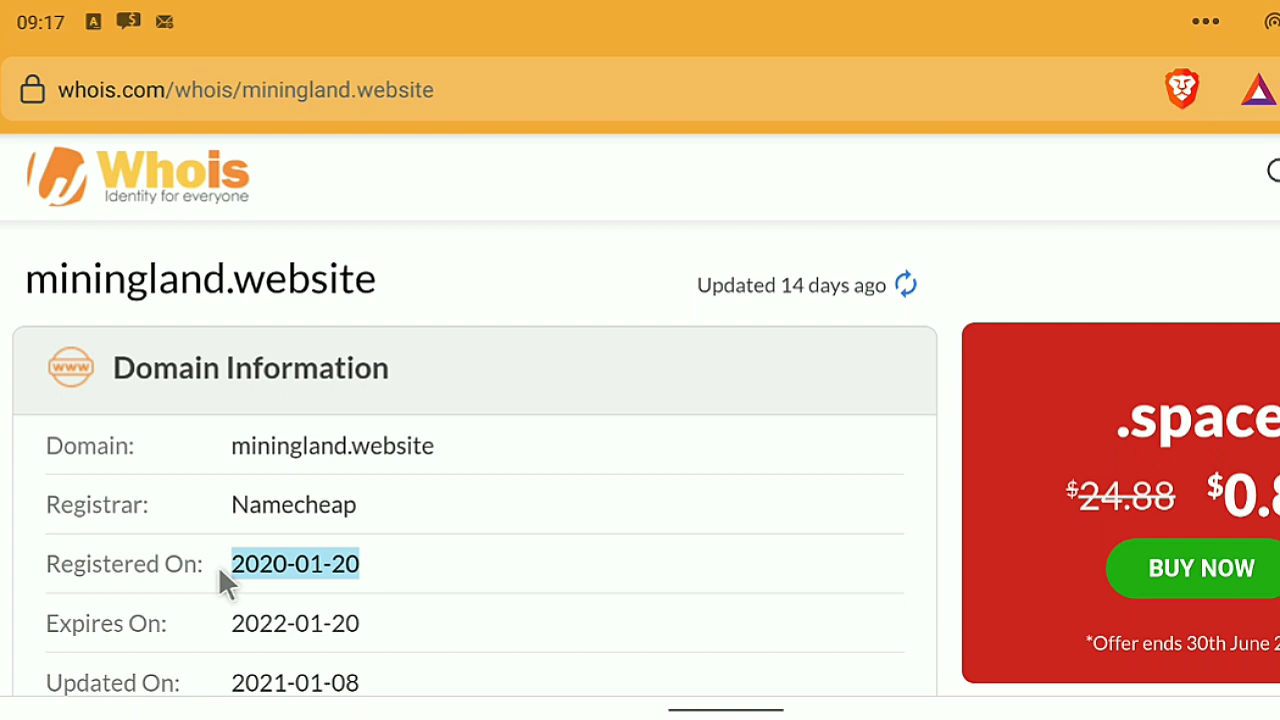 09:17
whois.com/whois/miningland.website
Whois
Identity for everyone
miningland.website
Updated 14 days ago
www
Domain Information
Domain: miningland.website
Registrar: Namecheap
Registered On: 2020-01-20
Expires On: 2022-01-20
Updated On: 2021-01-08
.space
$24.88 $0.8
BUY NOW
*Offer ends 30th June